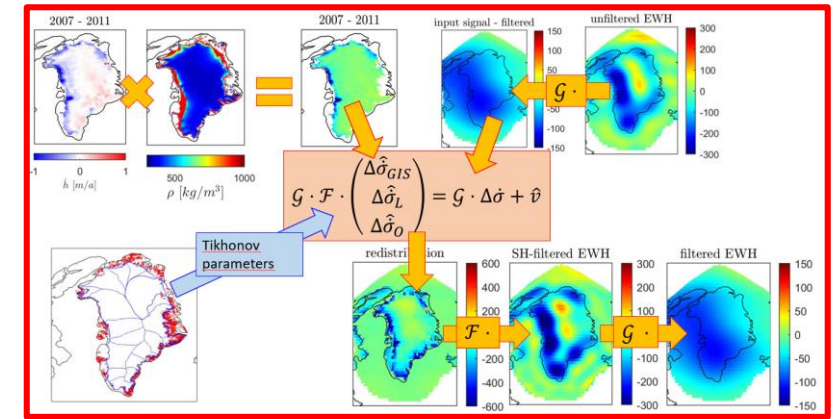 2007 - 2011
2007 - 2011
input signal - filtered
unfiltered EWH
150
100
50
0
-50
-100
-150
300
200
100
0
-100
-200
-300
𝒢 ·
-1 0 1
ḣ [m/a]
500 1000
ρ [kg/m³]
𝒢 · ℱ · (Δσ̂̇_GIS
Δσ̂̇_L
Δσ̂̇_O) = 𝒢 · Δσ̇ + v̂
Tikhonov
parameters
redistribution
SH-filtered EWH
filtered EWH
600
400
200
0
-200
-400
-600
ℱ ·
300
200
100
0
-100
-200
-300
𝒢 ·
150
100
50
0
-50
-100
-150